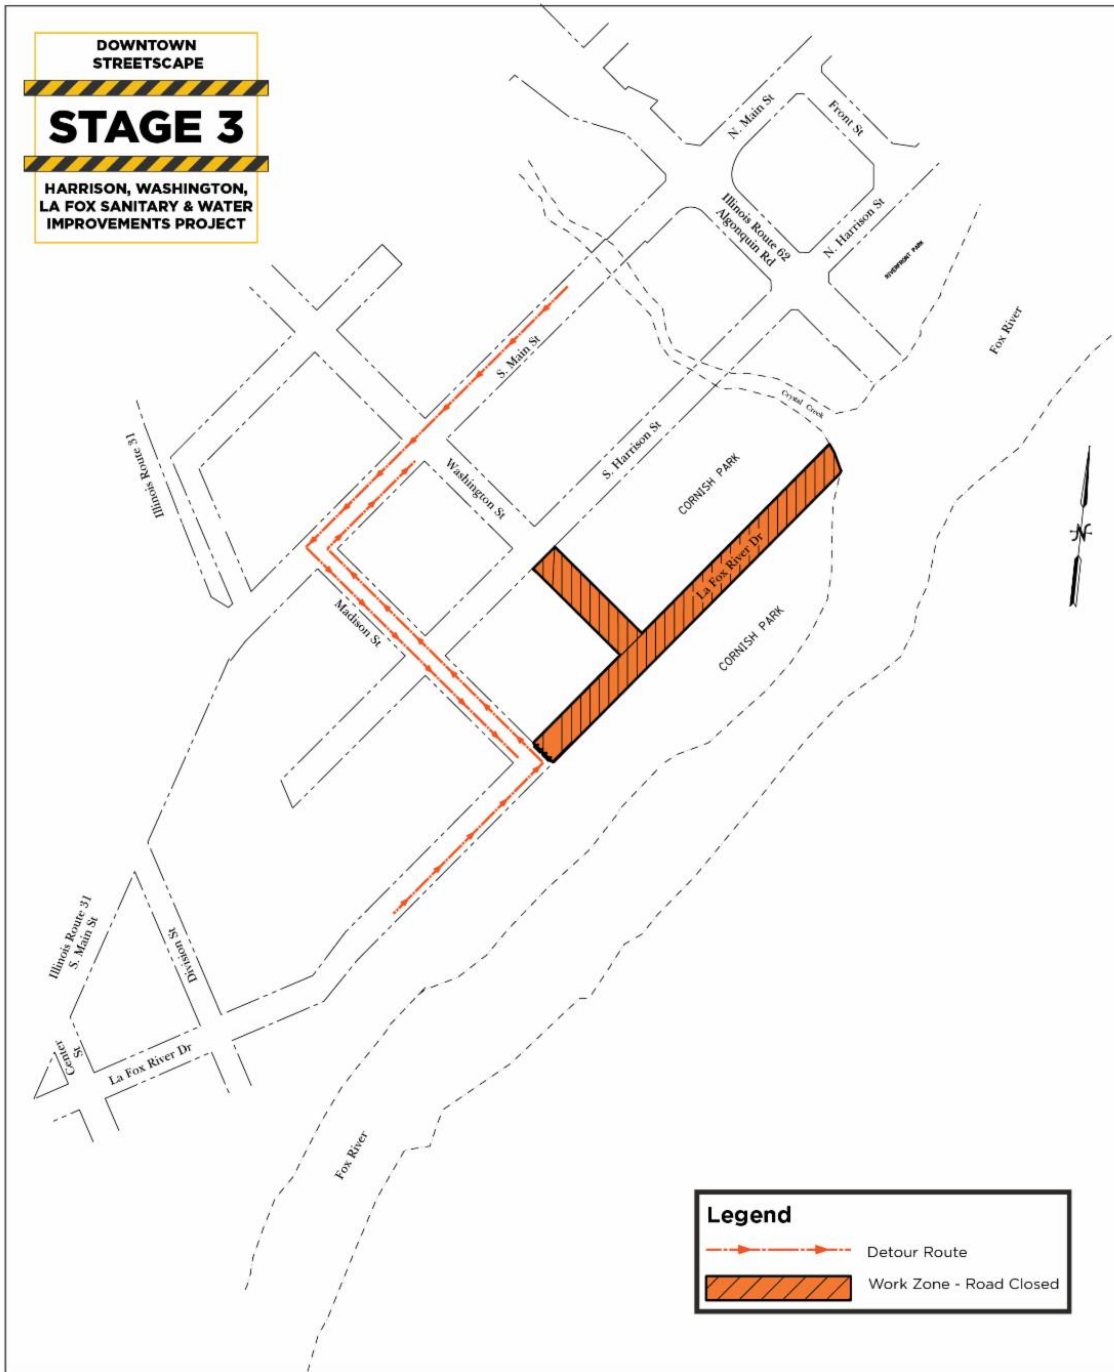 DOWNTOWN
STREETSCAPE
STAGE 3
HARRISON, WASHINGTON,
LA FOX SANITARY & WATER
IMPROVEMENTS PROJECT
N. Main St
Front St
Illinois Route 62
Algonquin Rd
N. Harrison St
RIVERFRONT PARK
Fox River
S. Main St
Crystal Creek
Illinois Route 31
Washington St
S. Harrison St
CORNISH PARK
La Fox River Dr
CORNISH PARK
N
Madison St
Illinois Route 31
S. Main St
Division St
Center
St
La Fox River Dr
Fox River
Legend
Detour Route
Work Zone - Road Closed